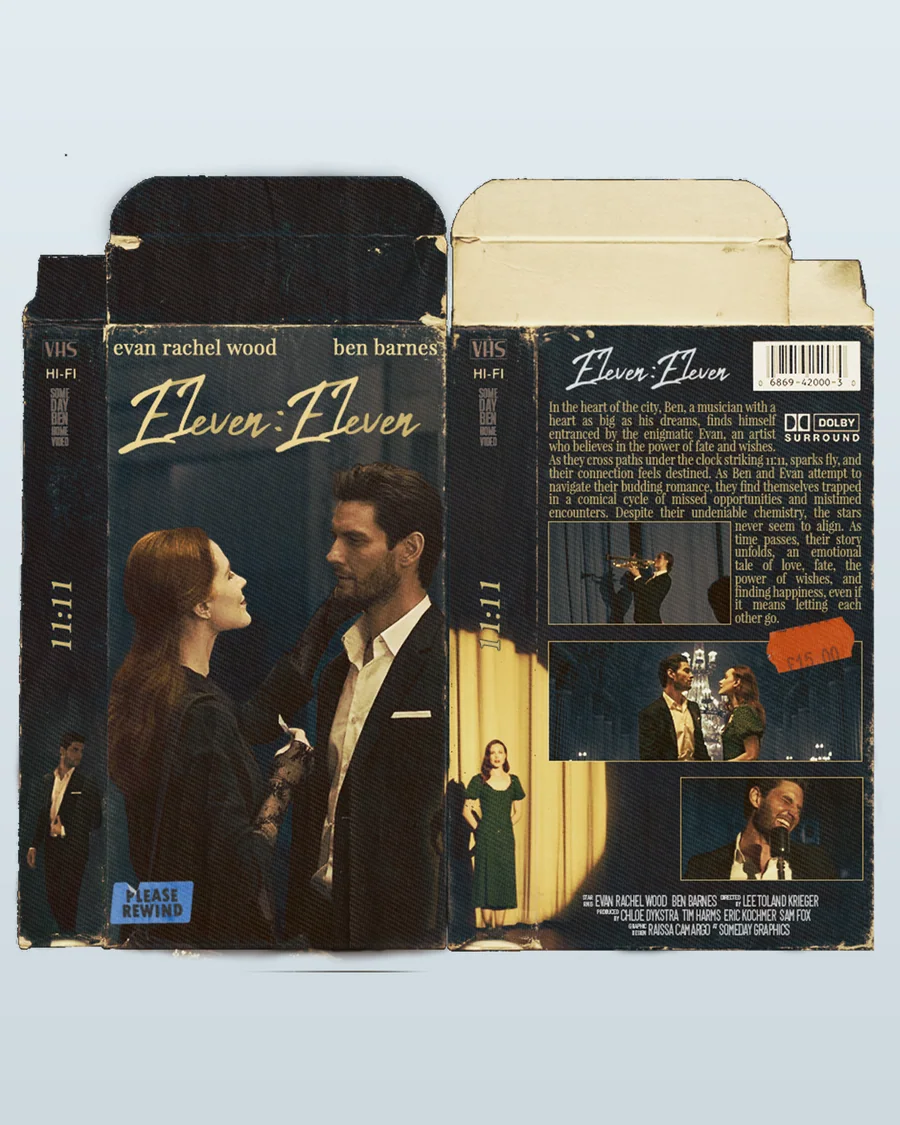 VHS
HI-FI
SOME
DAY
BEN
HOME
VIDEO
11:11
evan rachel wood
ben barnes
Eleven:Eleven
PLEASE
REWIND
VHS
HI-FI
SOME
DAY
BEN
HOME
VIDEO
11:11
Eleven:Eleven
0 6869-42000-3 0
DOLBY
SURROUND
In the heart of the city, Ben, a musician with a
heart as big as his dreams, finds himself
entranced by the enigmatic Evan, an artist
who believes in the power of fate and wishes.
As they cross paths under the clock striking 11:11, sparks fly, and
their connection feels destined. As Ben and Evan attempt to
navigate their budding romance, they find themselves trapped
in a comical cycle of missed opportunities and mistimed
encounters. Despite their undeniable chemistry, the stars
never seem to align. As
time passes, their story
unfolds, an emotional
tale of love, fate, the
power of wishes, and
finding happiness, even if
it means letting each
other go.
£15.00
STAR RING EVAN RACHEL WOOD BEN BARNES DIRECTED BY LEE TOLAND KRIEGER
PRODUCED BY CHLOE DYKSTRA TIM HARMS ERIC KOCHMER SAM FOX
GRAPHIC DESIGN RAISSA CAMARGO AT SOMEDAY GRAPHICS